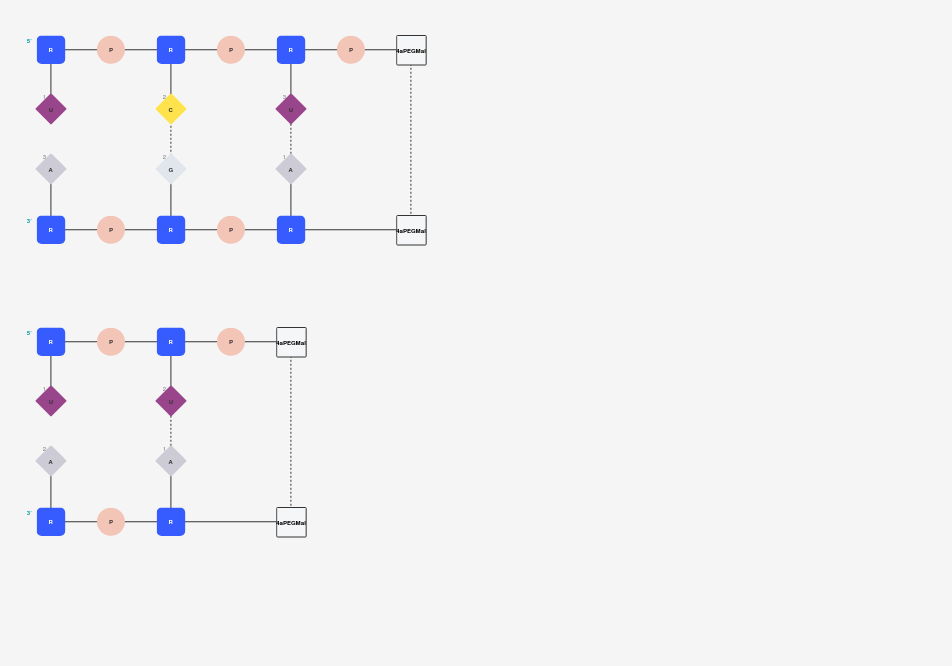 5' R P R P R P 4aPEGMal
1 2 3
U C U
3 2 1
A G A
3' R P R P R 4aPEGMal
5' R P R P 4aPEGMal
1 2
U U
2 1
A A
3' R P R 4aPEGMal